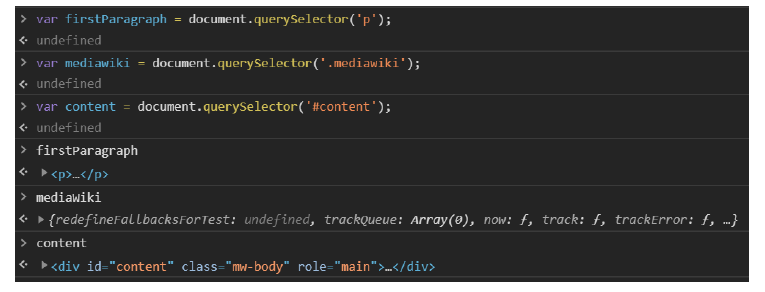 > var firstParagraph = document.querySelector('p');
<· undefined
> var mediawiki = document.querySelector('.mediawiki');
<· undefined
> var content = document.querySelector('#content');
<· undefined
> firstParagraph
<· ▶<p>…</p>
> mediaWiki
<· ▶{redefineFallbacksForTest: undefined, trackQueue: Array(0), now: ƒ, track: ƒ, trackError: ƒ, …}
> content
<· ▶<div id="content" class="mw-body" role="main">…</div>